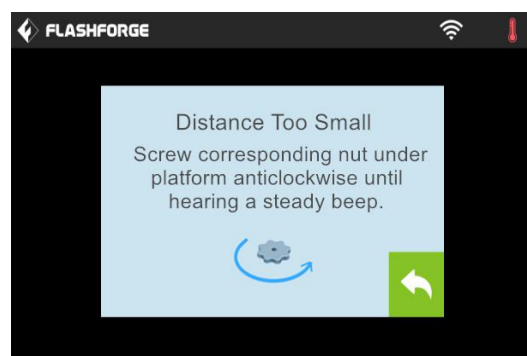 FLASHFORGE
Distance Too Small
Screw corresponding nut under
platform anticlockwise until
hearing a steady beep.